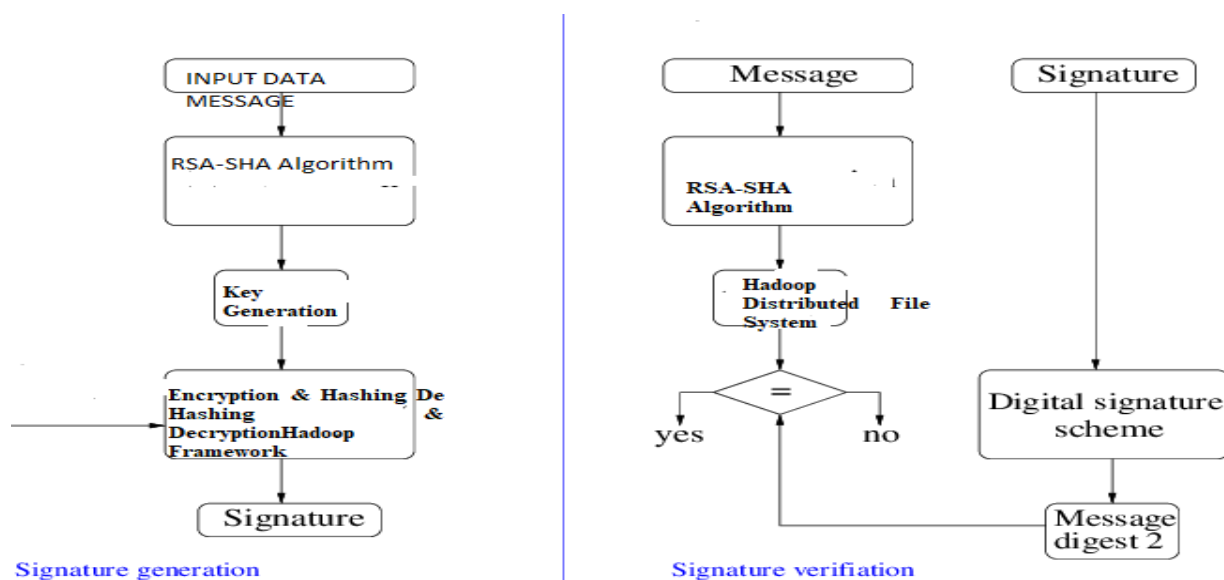 INPUT DATA
MESSAGE
RSA-SHA Algorithm
Key
Generation
Encryption & Hashing De
Hashing &
DecryptionHadoop
Framework
Signature
Signature generation
Message
RSA-SHA
Algorithm
Hadoop
Distributed File
System
=
yes
no
Signature
Digital signature
scheme
Message
digest 2
Signature verifiation